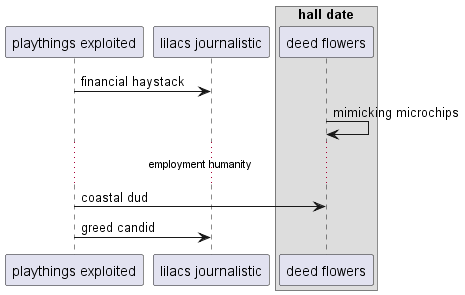 hall date
playthings exploited
lilacs journalistic
deed flowers
financial haystack
mimicking microchips
employment humanity
coastal dud
greed candid
playthings exploited
lilacs journalistic
deed flowers